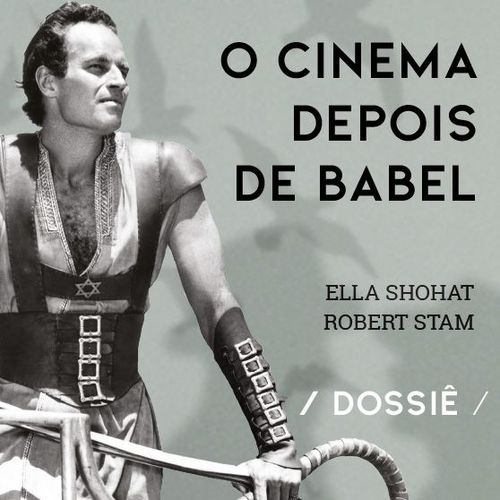 O CINEMA
DEPOIS
DE BABEL
ELLA SHOHAT
ROBERT STAM
/ DOSSIÊ /